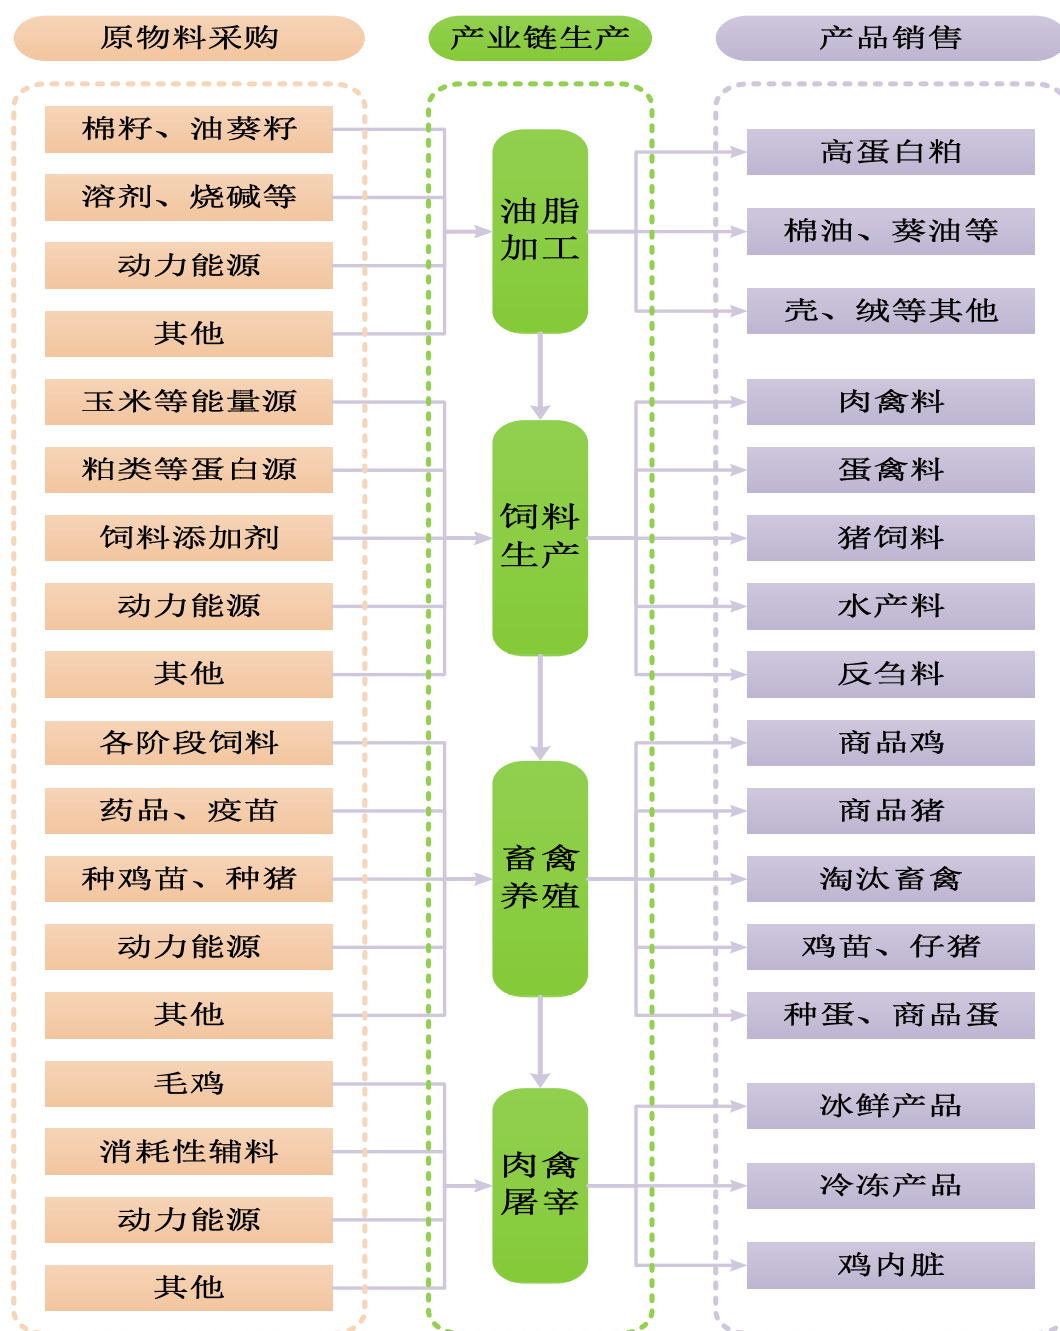 原物料采购
产业链生产
产品销售
棉籽、油葵籽
溶剂、烧碱等
动力能源
其他
油脂
加工
高蛋白粕
棉油、葵油等
壳、绒等其他
玉米等能量源
粕类等蛋白源
饲料添加剂
动力能源
其他
饲料
生产
肉禽料
蛋禽料
猪饲料
水产料
反刍料
各阶段饲料
药品、疫苗
种鸡苗、种猪
动力能源
其他
畜禽
养殖
商品鸡
商品猪
淘汰畜禽
鸡苗、仔猪
种蛋、商品蛋
毛鸡
消耗性辅料
动力能源
其他
肉禽
屠宰
冰鲜产品
冷冻产品
鸡内脏